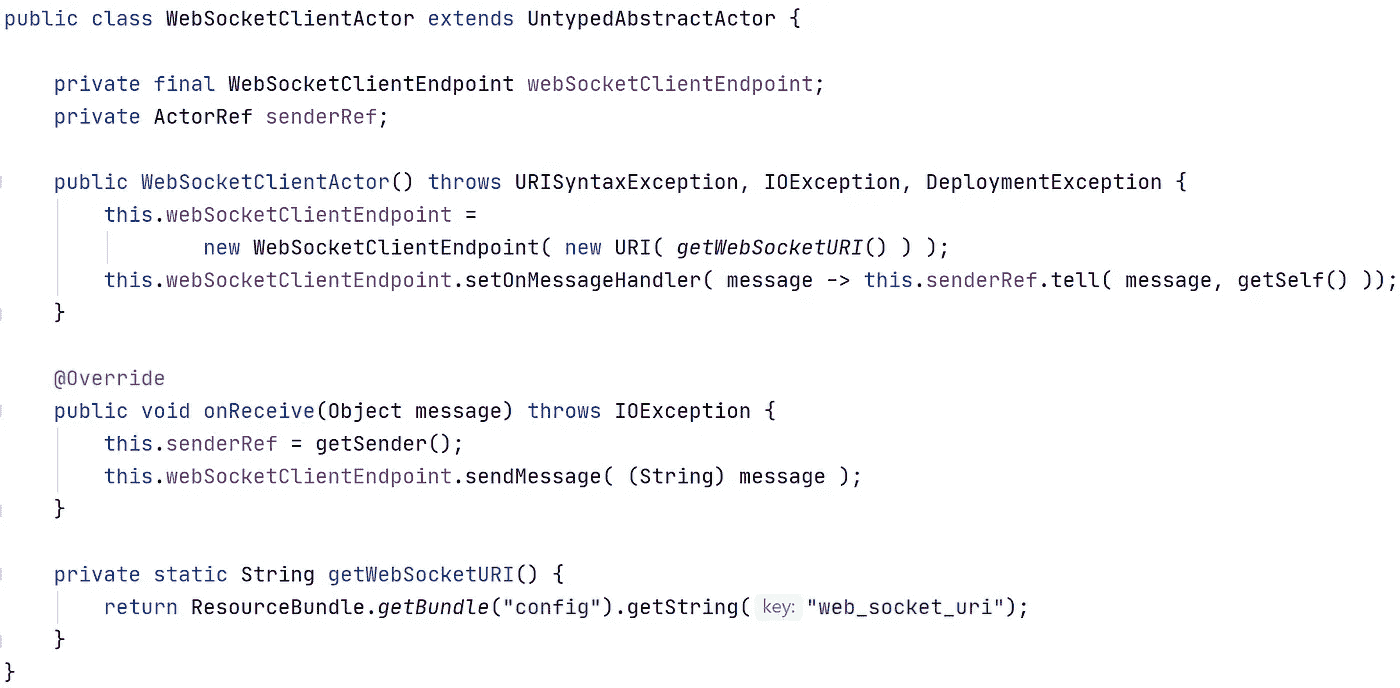 public class WebSocketClientActor extends UntypedAbstractActor {
private final WebSocketClientEndpoint webSocketClientEndpoint;
private ActorRef senderRef;
public WebSocketClientActor() throws URISyntaxException, IOException, DeploymentException {
this.webSocketClientEndpoint =
new WebSocketClientEndpoint( new URI( getWebSocketURI() ) );
this.webSocketClientEndpoint.setOnMessageHandler( message -> this.senderRef.tell( message, getSelf() ));
}
@Override
public void onReceive(Object message) throws IOException {
this.senderRef = getSender();
this.webSocketClientEndpoint.sendMessage( (String) message );
}
private static String getWebSocketURI() {
return ResourceBundle.getBundle("config").getString( key: "web_socket_uri");
}
}